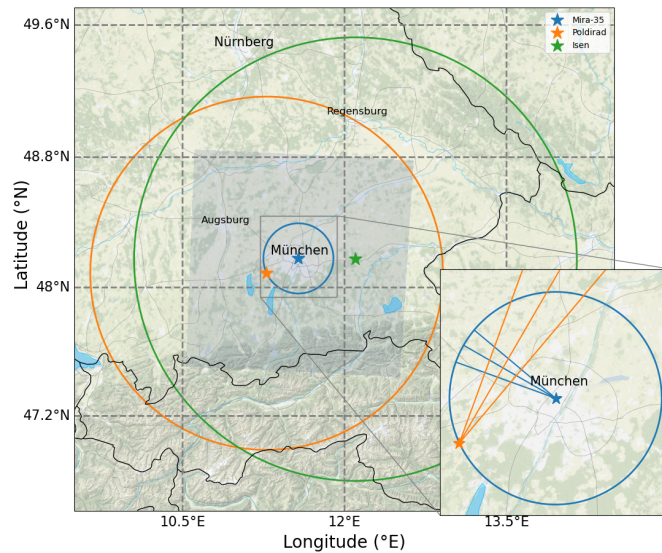 49.6°N
Nürnberg
Mira-35
Poldirad
Isen
Regensburg
48.8°N
Augsburg
München
Latitude (°N)
48°N
München
47.2°N
10.5°E
12°E
13.5°E
Longitude (°E)